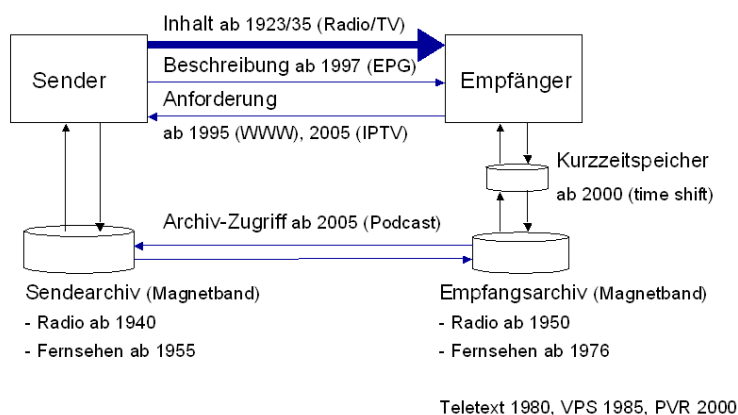 Inhalt ab 1923/35 (Radio/TV)
Sender
Beschreibung ab 1997 (EPG)
Empfänger
Anforderung
ab 1995 (WWW), 2005 (IPTV)
Kurzzeitspeicher
ab 2000 (time shift)
Archiv-Zugriff ab 2005 (Podcast)
Sendearchiv (Magnetband)
- Radio ab 1940
- Fernsehen ab 1955
Empfangsarchiv (Magnetband)
- Radio ab 1950
- Fernsehen ab 1976
Teletext 1980, VPS 1985, PVR 2000